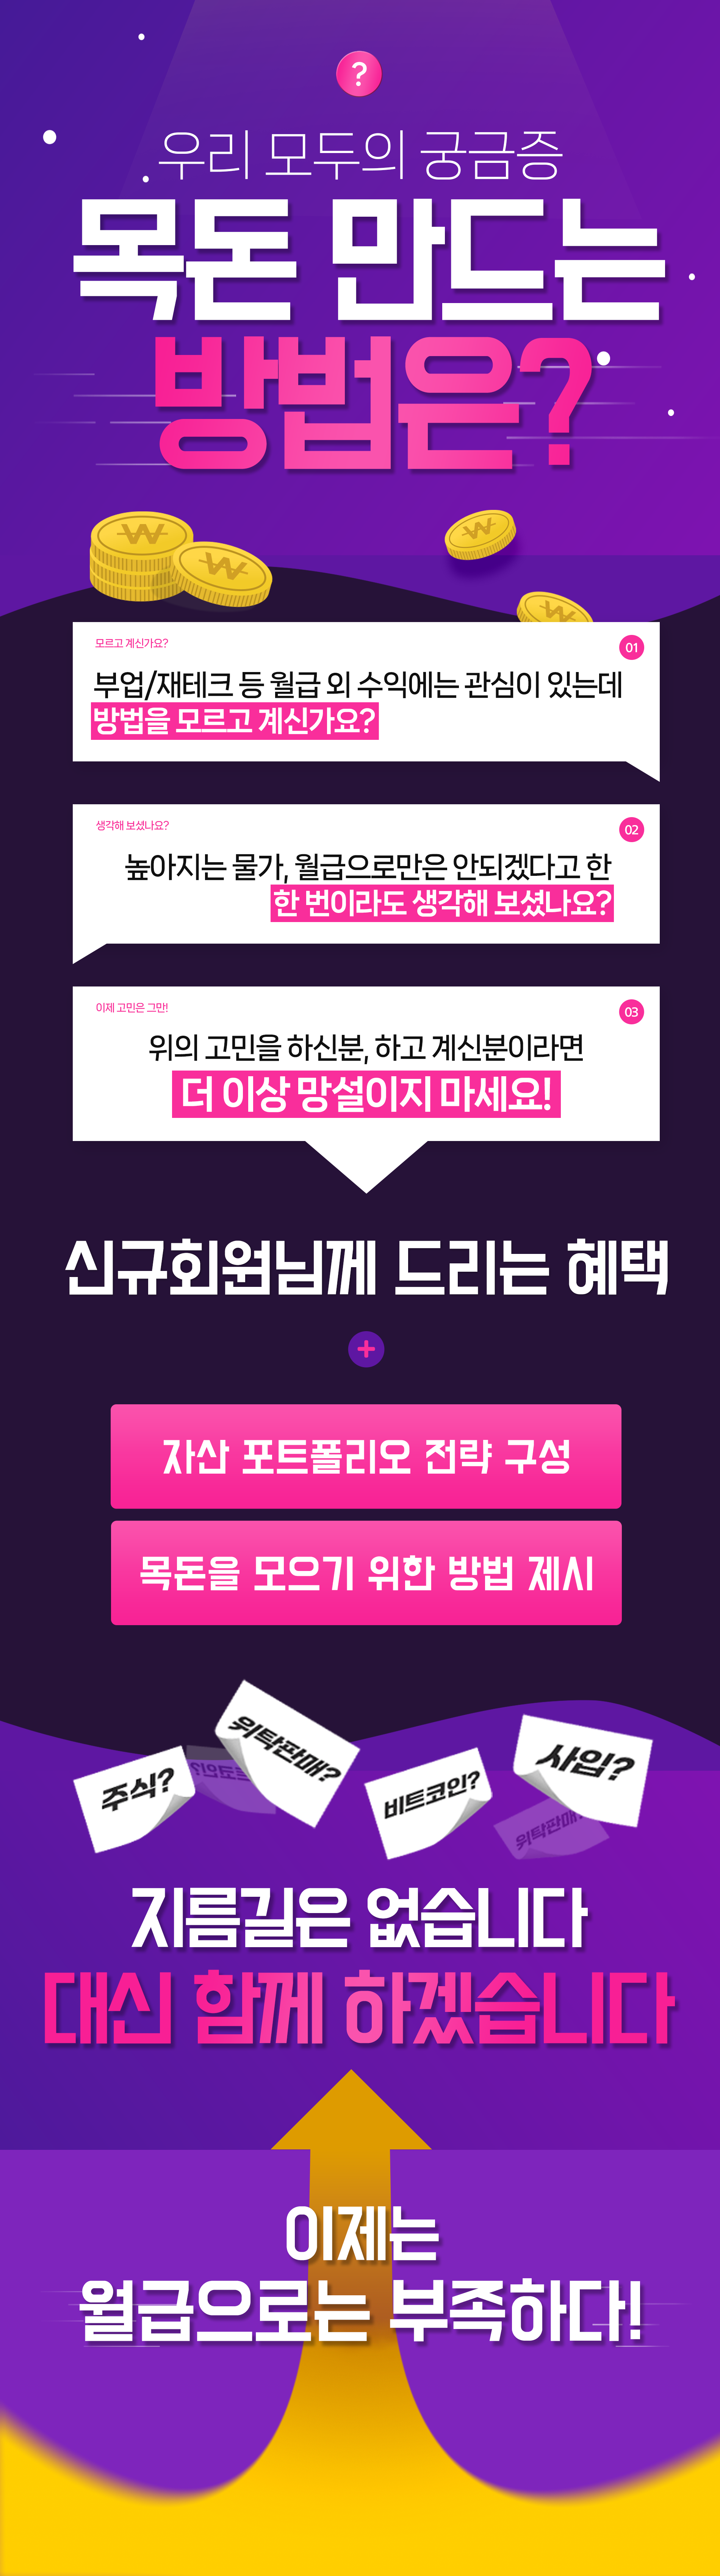 ?
우리 모두의 궁금증
목돈 만드는
방법은?
모르고 계신가요?
01
부업/재테크 등 월급 외 수익에는 관심이 있는데
방법을 모르고 계신가요?
생각해 보셨나요?
02
높아지는 물가, 월급으로만은 안되겠다고 한
한 번이라도 생각해 보셨나요?
이제 고민은 그만!
03
위의 고민을 하신분, 하고 계신분이라면
더 이상 망설이지 마세요!
신규회원님께 드리는 혜택
+
자산 포트폴리오 전략 구성
목돈을 모으기 위한 방법 제시
주식?
비트코인?
위탁판매?
비트코인?
사입?
위탁판매?
지름길은 없습니다
대신 함께 하겠습니다
이제는
월급으로는 부족하다!